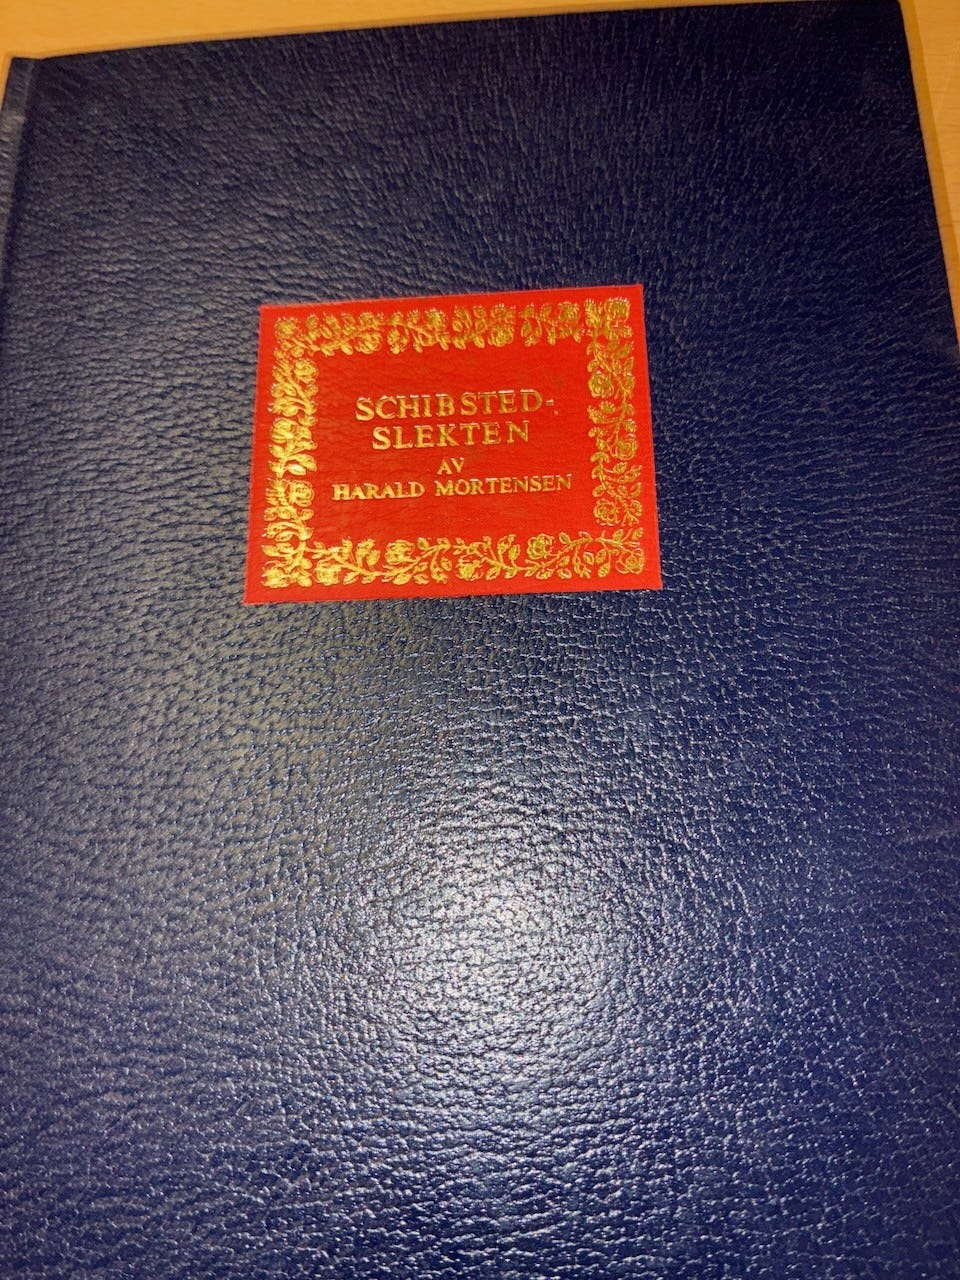 SCHIBSTED-
SLEKTEN
AV
HARALD MORTENSEN